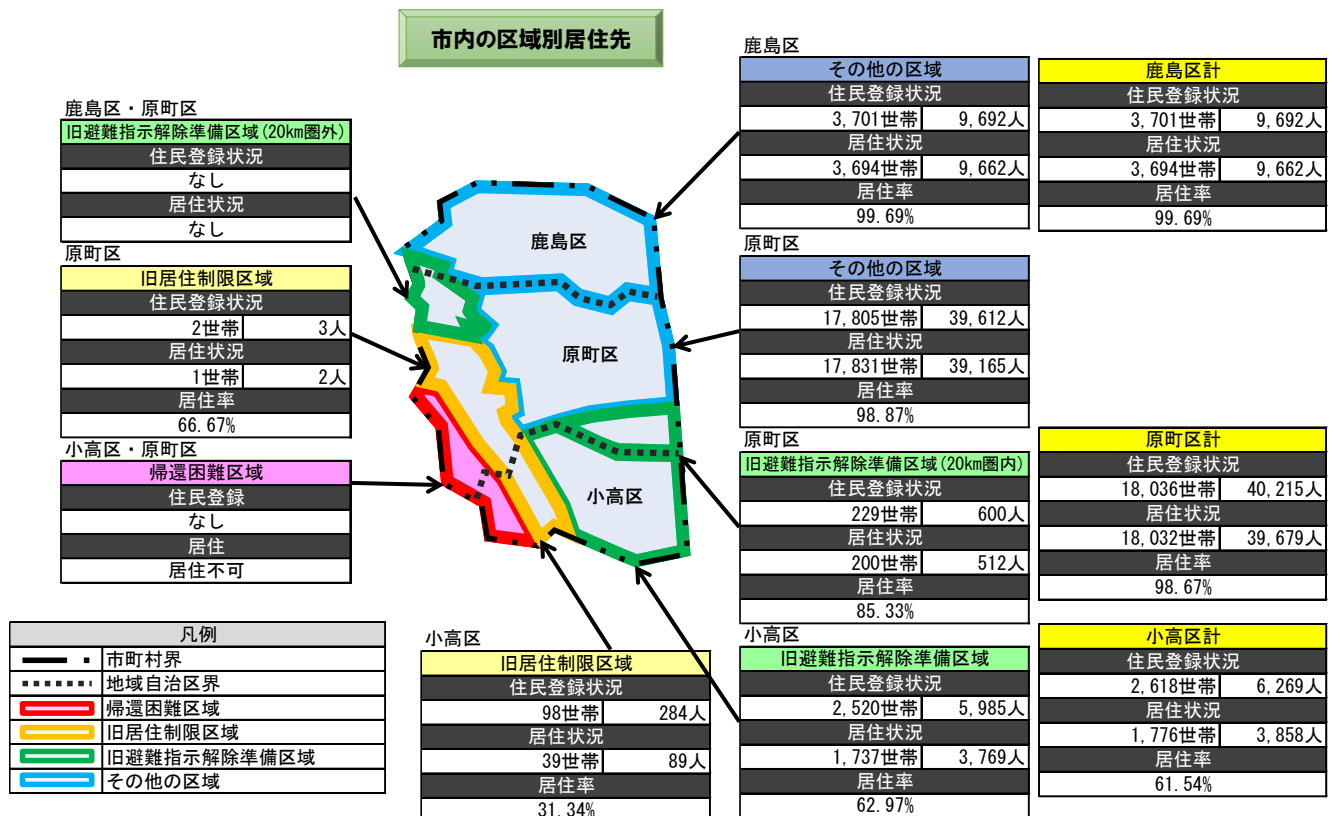 市内の区域別居住先
鹿島区・原町区
旧避難指示解除準備区域(20km圏外)
住民登録状況
なし
居住状況
なし
原町区
旧居住制限区域
住民登録状況
2世帯 3人
居住状況
1世帯 2人
居住率
66.67%
小高区・原町区
帰還困難区域
住民登録
なし
居住
居住不可
鹿島区
原町区
小高区
鹿島区
その他の区域
住民登録状況
3,701世帯 9,692人
居住状況
3,694世帯 9,662人
居住率
99.69%
鹿島区計
住民登録状況
3,701世帯 9,692人
居住状況
3,694世帯 9,662人
居住率
99.69%
原町区
その他の区域
住民登録状況
17,805世帯 39,612人
居住状況
17,831世帯 39,165人
居住率
98.87%
原町区
旧避難指示解除準備区域(20km圏内)
住民登録状況
229世帯 600人
居住状況
200世帯 512人
居住率
85.33%
原町区計
住民登録状況
18,036世帯 40,215人
居住状況
18,032世帯 39,679人
居住率
98.67%
凡例
市町村界
地域自治区界
帰還困難区域
旧居住制限区域
旧避難指示解除準備区域
その他の区域
小高区
旧居住制限区域
住民登録状況
98世帯 284人
居住状況
39世帯 89人
居住率
31.34%
小高区
旧避難指示解除準備区域
住民登録状況
2,520世帯 5,985人
居住状況
1,737世帯 3,769人
居住率
62.97%
小高区計
住民登録状況
2,618世帯 6,269人
居住状況
1,776世帯 3,858人
居住率
61.54%